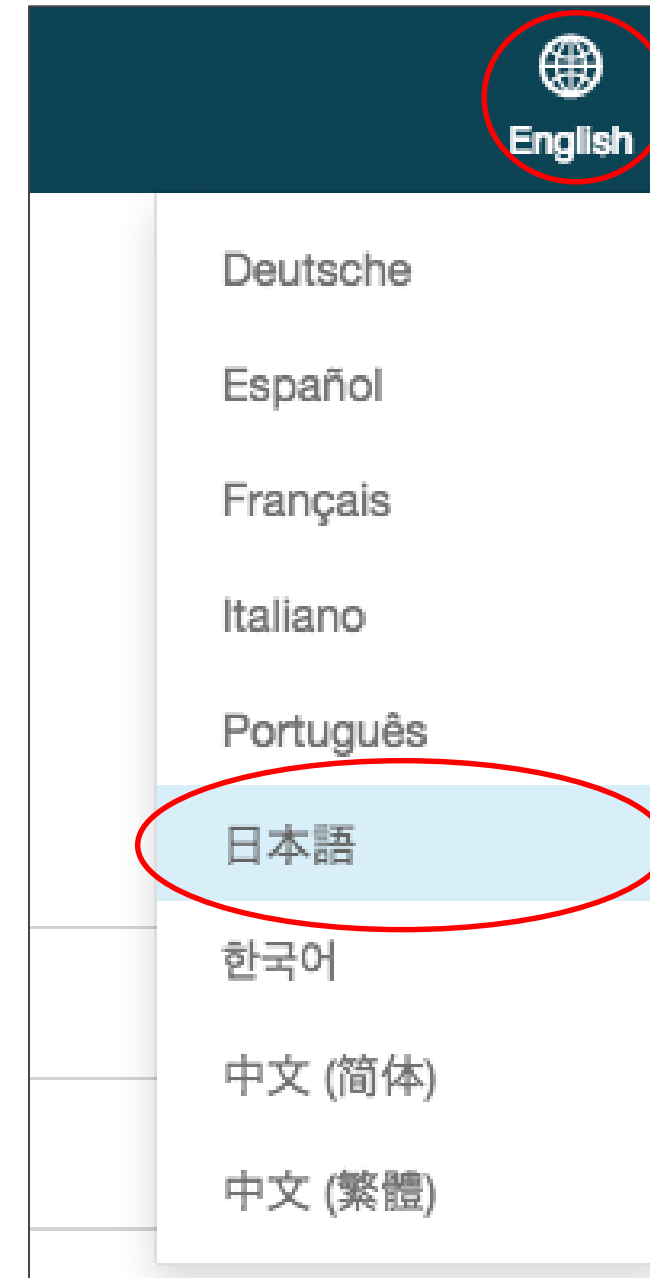 English
Deutsche
Español
Français
Italiano
Português
日本語
한국어
中文 (简体)
中文 (繁體)